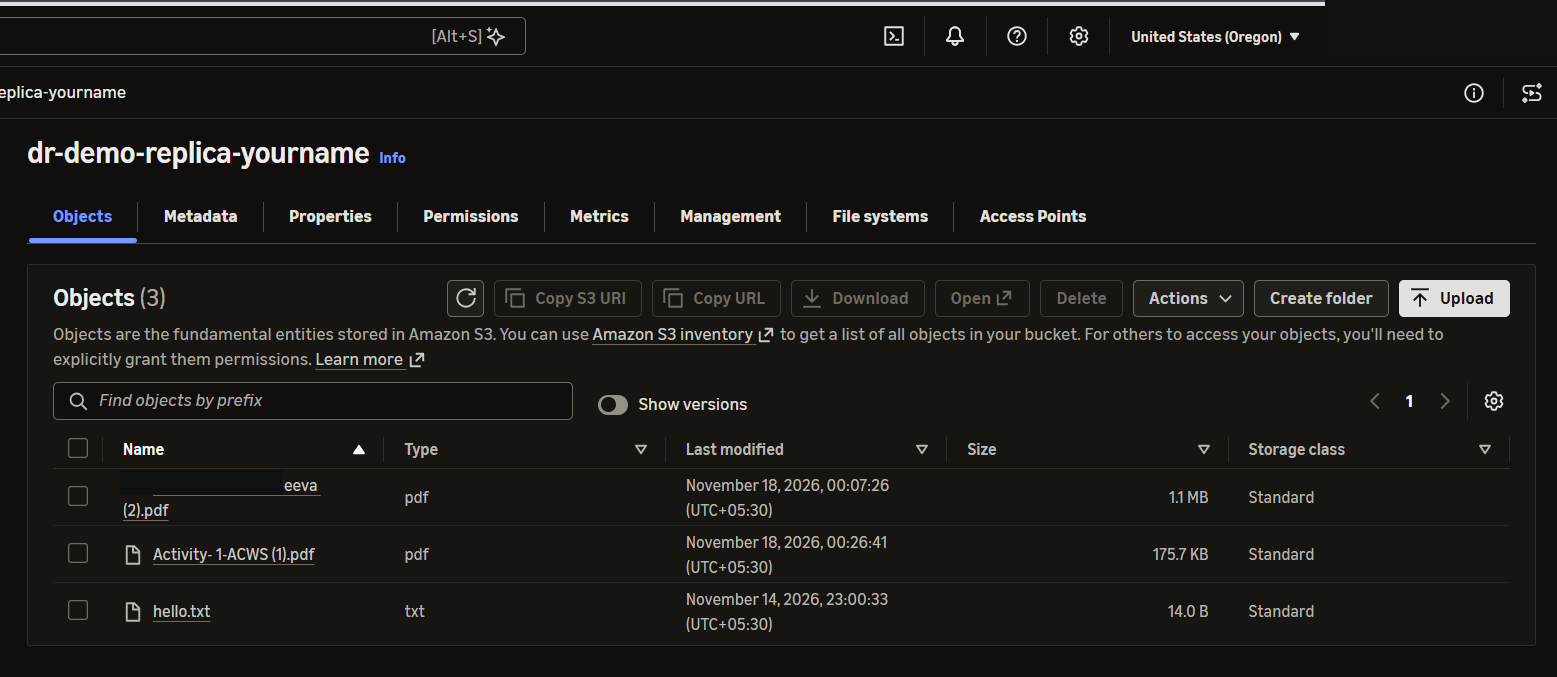 [Alt+S]
United States (Oregon)
eplica-yourname
dr-demo-replica-yourname Info
Objects Metadata Properties Permissions Metrics Management File systems Access Points
Objects (3) Copy S3 URI Copy URL Download Open Delete Actions Create folder Upload
Objects are the fundamental entities stored in Amazon S3. You can use Amazon S3 inventory to get a list of all objects in your bucket. For others to access your objects, you'll need to
explicitly grant them permissions. Learn more
Find objects by prefix Show versions 1
Name Type Last modified Size Storage class
eeva
(2).pdf pdf November 18, 2026, 00:07:26
(UTC+05:30) 1.1 MB Standard
Activity- 1-ACWS (1).pdf pdf November 18, 2026, 00:26:41
(UTC+05:30) 175.7 KB Standard
hello.txt txt November 14, 2026, 23:00:33
(UTC+05:30) 14.0 B Standard